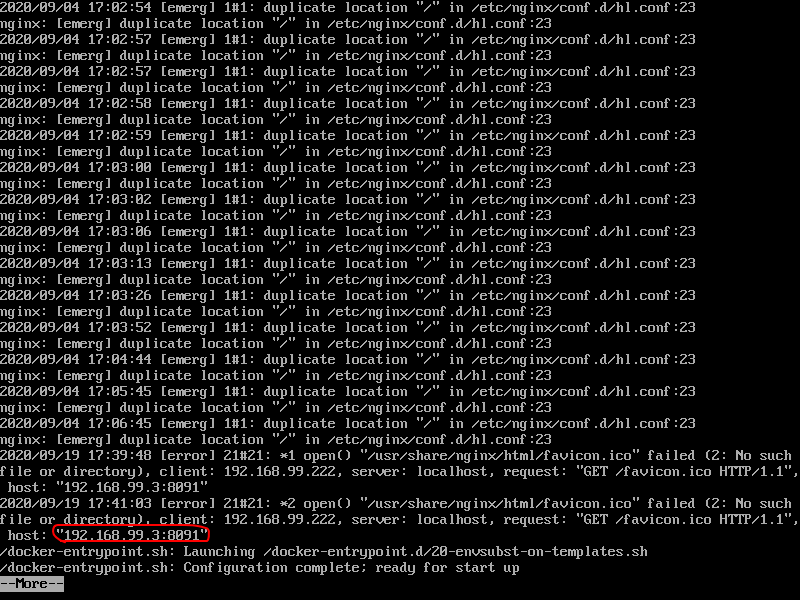 2020/09/04 17:02:54 [emerg] 1#1: duplicate location "/" in /etc/nginx/conf.d/hl.conf:23
nginx: [emerg] duplicate location "/" in /etc/nginx/conf.d/hl.conf:23
2020/09/04 17:02:57 [emerg] 1#1: duplicate location "/" in /etc/nginx/conf.d/hl.conf:23
nginx: [emerg] duplicate location "/" in /etc/nginx/conf.d/hl.conf:23
2020/09/04 17:02:57 [emerg] 1#1: duplicate location "/" in /etc/nginx/conf.d/hl.conf:23
nginx: [emerg] duplicate location "/" in /etc/nginx/conf.d/hl.conf:23
2020/09/04 17:02:58 [emerg] 1#1: duplicate location "/" in /etc/nginx/conf.d/hl.conf:23
nginx: [emerg] duplicate location "/" in /etc/nginx/conf.d/hl.conf:23
2020/09/04 17:02:59 [emerg] 1#1: duplicate location "/" in /etc/nginx/conf.d/hl.conf:23
nginx: [emerg] duplicate location "/" in /etc/nginx/conf.d/hl.conf:23
2020/09/04 17:03:00 [emerg] 1#1: duplicate location "/" in /etc/nginx/conf.d/hl.conf:23
nginx: [emerg] duplicate location "/" in /etc/nginx/conf.d/hl.conf:23
2020/09/04 17:03:02 [emerg] 1#1: duplicate location "/" in /etc/nginx/conf.d/hl.conf:23
nginx: [emerg] duplicate location "/" in /etc/nginx/conf.d/hl.conf:23
2020/09/04 17:03:06 [emerg] 1#1: duplicate location "/" in /etc/nginx/conf.d/hl.conf:23
nginx: [emerg] duplicate location "/" in /etc/nginx/conf.d/hl.conf:23
2020/09/04 17:03:13 [emerg] 1#1: duplicate location "/" in /etc/nginx/conf.d/hl.conf:23
nginx: [emerg] duplicate location "/" in /etc/nginx/conf.d/hl.conf:23
2020/09/04 17:03:26 [emerg] 1#1: duplicate location "/" in /etc/nginx/conf.d/hl.conf:23
nginx: [emerg] duplicate location "/" in /etc/nginx/conf.d/hl.conf:23
2020/09/04 17:03:52 [emerg] 1#1: duplicate location "/" in /etc/nginx/conf.d/hl.conf:23
nginx: [emerg] duplicate location "/" in /etc/nginx/conf.d/hl.conf:23
2020/09/04 17:04:44 [emerg] 1#1: duplicate location "/" in /etc/nginx/conf.d/hl.conf:23
nginx: [emerg] duplicate location "/" in /etc/nginx/conf.d/hl.conf:23
2020/09/04 17:05:45 [emerg] 1#1: duplicate location "/" in /etc/nginx/conf.d/hl.conf:23
nginx: [emerg] duplicate location "/" in /etc/nginx/conf.d/hl.conf:23
2020/09/04 17:06:45 [emerg] 1#1: duplicate location "/" in /etc/nginx/conf.d/hl.conf:23
nginx: [emerg] duplicate location "/" in /etc/nginx/conf.d/hl.conf:23
2020/09/19 17:39:48 [error] 21#21: *1 open() "/usr/share/nginx/html/favicon.ico" failed (2: No such
file or directory), client: 192.168.99.222, server: localhost, request: "GET /favicon.ico HTTP/1.1",
host: "192.168.99.3:8091"
2020/09/19 17:41:03 [error] 21#21: *2 open() "/usr/share/nginx/html/favicon.ico" failed (2: No such
file or directory), client: 192.168.99.222, server: localhost, request: "GET /favicon.ico HTTP/1.1",
host: "192.168.99.3:8091"
/docker-entrypoint.sh: Launching /docker-entrypoint.d/20-envsubst-on-templates.sh
/docker-entrypoint.sh: Configuration complete; ready for start up
--More--